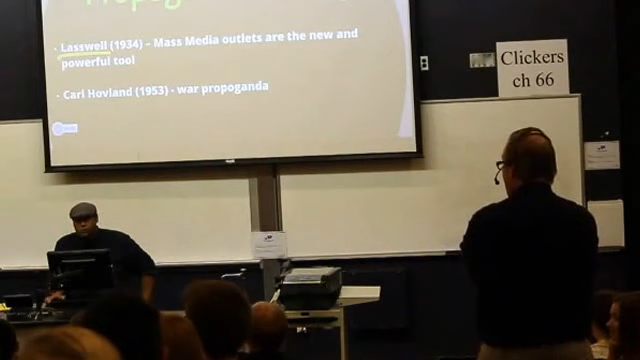 Propag
· Lasswell (1934) – Mass Media outlets are the new and
powerful tool
· Carl Hovland (1953) - war propoganda
Clickers
ch 66